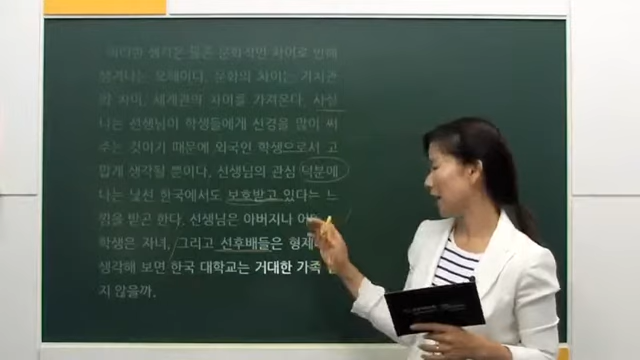 이러한 생각은 물론 문화적인 차이로 인해
생겨나는 오해이다. 문화의 차이는 가치관
의 차이, 세계관의 차이를 가져온다. 사실
나는 선생님이 학생들에게 신경을 많이 써
주는 것이기 때문에 외국인 학생으로서 고
맙게 생각할 뿐이다. 선생님의 관심 덕분에
나는 낯선 한국에서도 보호받고 있다는 느
낌을 받곤 한다. 선생님은 아버지나
학생은 자녀, 그리고 선후배들은 형제
생각해 보면 한국 대학교는 거대한 가족
지 않을까.